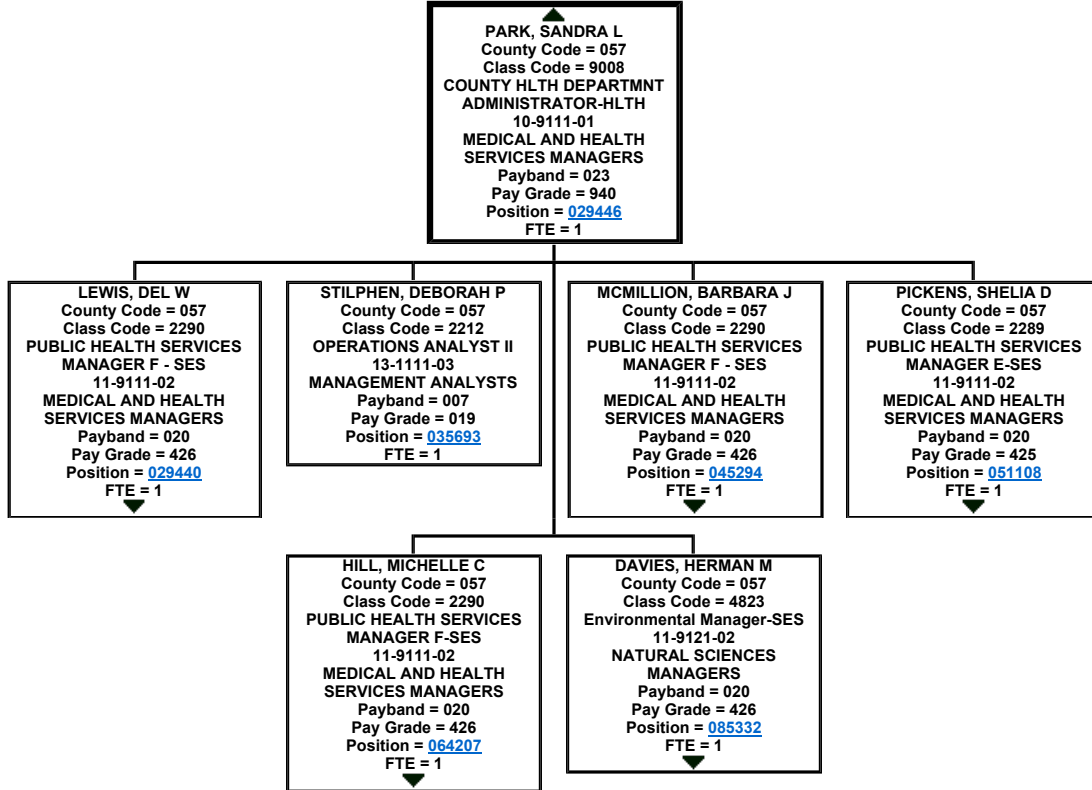 PARK, SANDRA L
County Code = 057
Class Code = 9008
COUNTY HLTH DEPARTMNT
ADMINISTRATOR-HLTH
10-9111-01
MEDICAL AND HEALTH
SERVICES MANAGERS
Payband = 023
Pay Grade = 940
Position = 029446
FTE = 1
LEWIS, DEL W
County Code = 057
Class Code = 2290
PUBLIC HEALTH SERVICES
MANAGER F - SES
11-9111-02
MEDICAL AND HEALTH
SERVICES MANAGERS
Payband = 020
Pay Grade = 426
Position = 029440
FTE = 1
STILPHEN, DEBORAH P
County Code = 057
Class Code = 2212
OPERATIONS ANALYST II
13-1111-03
MANAGEMENT ANALYSTS
Payband = 007
Pay Grade = 019
Position = 035693
FTE = 1
MCMILLION, BARBARA J
County Code = 057
Class Code = 2290
PUBLIC HEALTH SERVICES
MANAGER F - SES
11-9111-02
MEDICAL AND HEALTH
SERVICES MANAGERS
Payband = 020
Pay Grade = 426
Position = 045294
FTE = 1
PICKENS, SHELIA D
County Code = 057
Class Code = 2289
PUBLIC HEALTH SERVICES
MANAGER E-SES
11-9111-02
MEDICAL AND HEALTH
SERVICES MANAGERS
Payband = 020
Pay Grade = 425
Position = 051108
FTE = 1
HILL, MICHELLE C
County Code = 057
Class Code = 2290
PUBLIC HEALTH SERVICES
MANAGER F-SES
11-9111-02
MEDICAL AND HEALTH
SERVICES MANAGERS
Payband = 020
Pay Grade = 426
Position = 064207
FTE = 1
DAVIES, HERMAN M
County Code = 057
Class Code = 4823
Environmental Manager-SES
11-9121-02
NATURAL SCIENCES
MANAGERS
Payband = 020
Pay Grade = 426
Position = 085332
FTE = 1